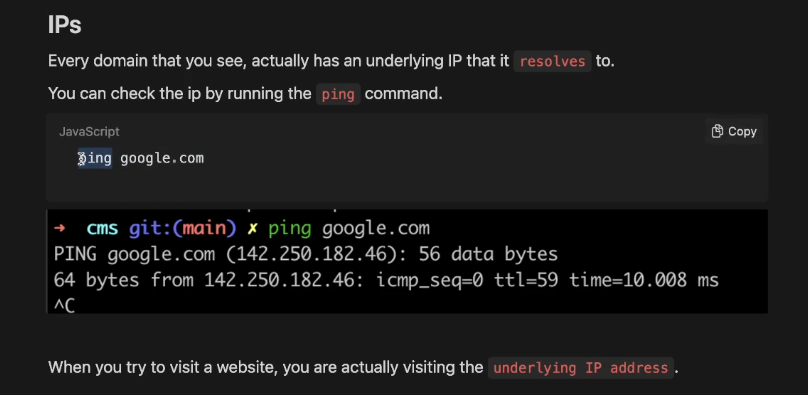 IPs
Every domain that you see, actually has an underlying IP that it resolves to.
You can check the ip by running the ping command.
JavaScript
Copy
ping google.com
→ cms git:(main) ✗ ping google.com
PING google.com (142.250.182.46): 56 data bytes
64 bytes from 142.250.182.46: icmp_seq=0 ttl=59 time=10.008 ms
^C
When you try to visit a website, you are actually visiting the underlying IP address.